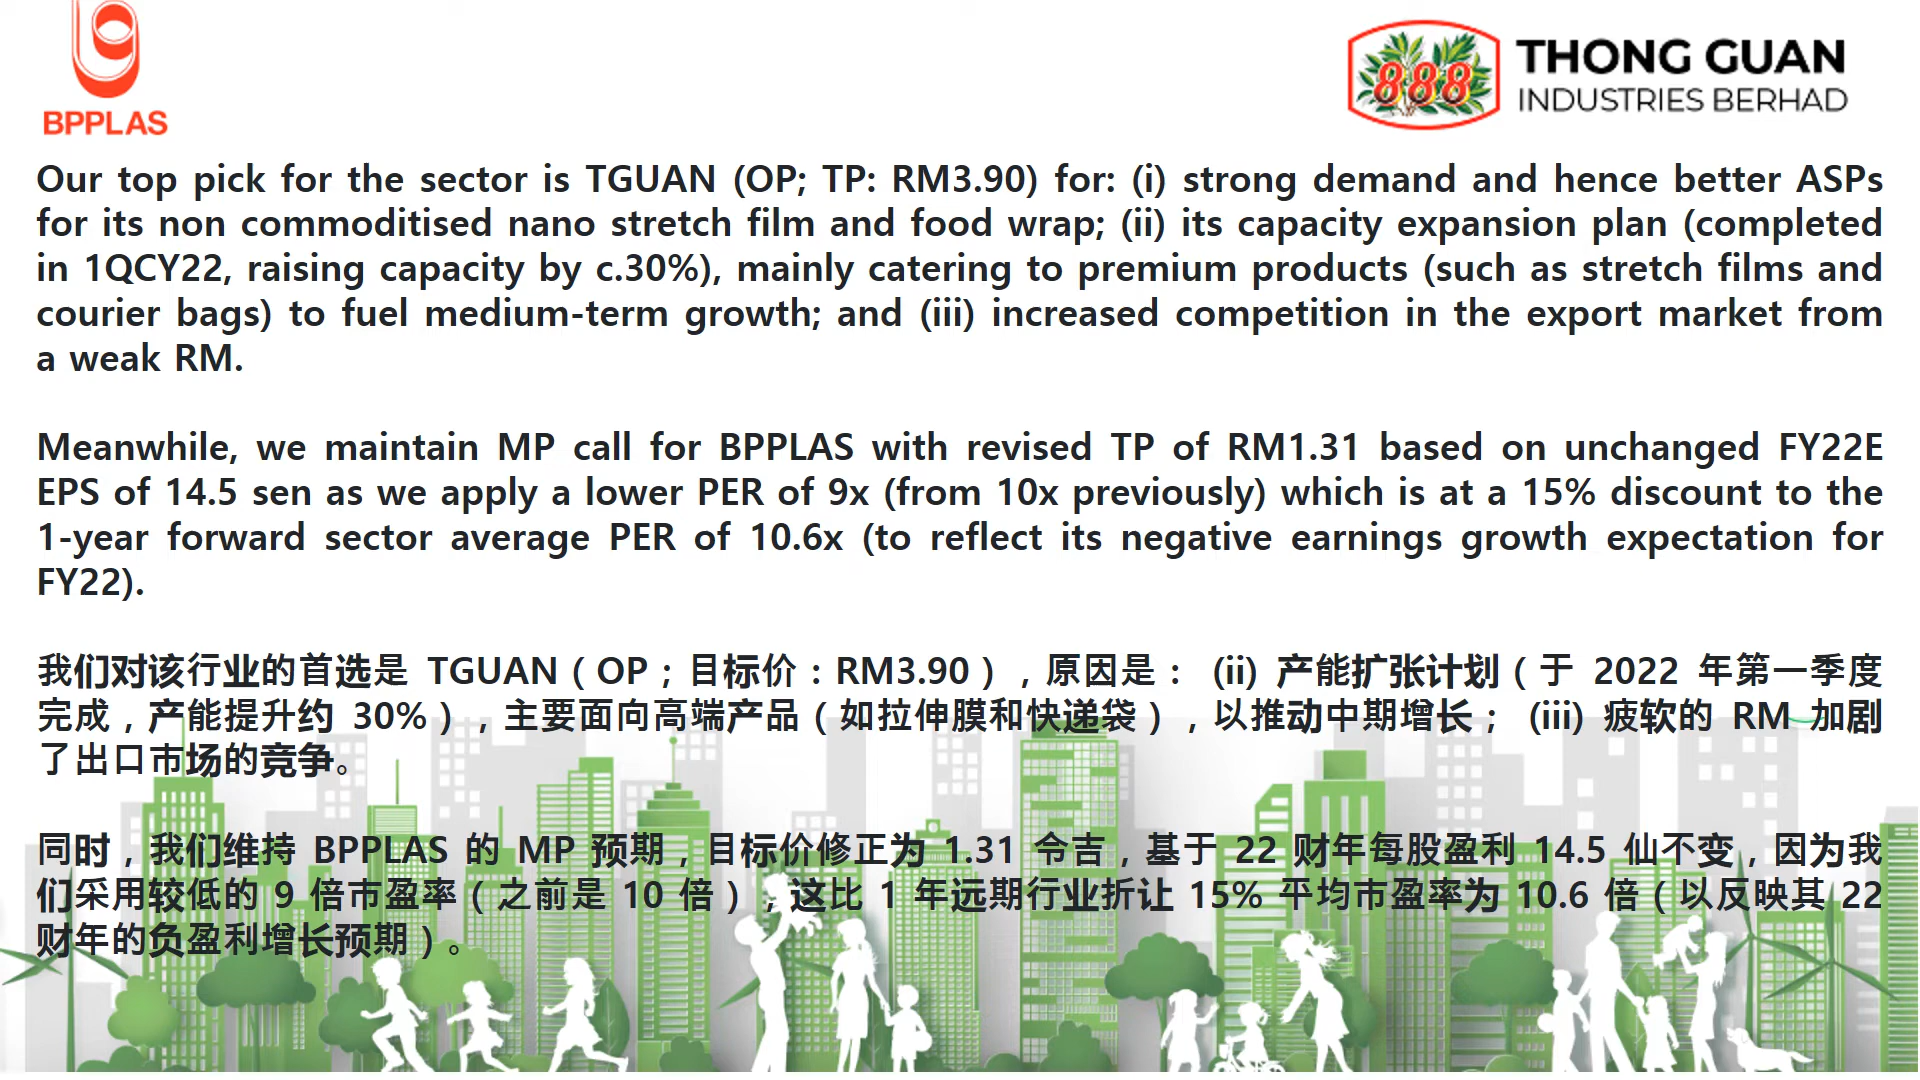 BPPLAS
888
THONG GUAN
INDUSTRIES BERHAD
Our top pick for the sector is TGUAN (OP; TP: RM3.90) for: (i) strong demand and hence better ASPs
for its non commoditised nano stretch film and food wrap; (ii) its capacity expansion plan (completed
in 1QCY22, raising capacity by c.30%), mainly catering to premium products (such as stretch films and
courier bags) to fuel medium-term growth; and (iii) increased competition in the export market from
a weak RM.
Meanwhile, we maintain MP call for BPPLAS with revised TP of RM1.31 based on unchanged FY22E
EPS of 14.5 sen as we apply a lower PER of 9x (from 10x previously) which is at a 15% discount to the
1-year forward sector average PER of 10.6x (to reflect its negative earnings growth expectation for
FY22).
我们对该行业的首选是 TGUAN（OP；目标价：RM3.90），原因是： (ii) 产能扩张计划（于 2022 年第一季度
完成，产能提升约 30%），主要面向高端产品（如拉伸膜和快递袋），以推动中期增长； (iii) 疲软的 RM 加剧
了出口市场的竞争。
同时，我们维持 BPPLAS 的 MP 预期，目标价修正为 1.31 令吉，基于 22 财年每股盈利 14.5 仙不变，因为我
们采用较低的 9 倍市盈率（之前是 10 倍），这比 1 年远期行业折让 15% 平均市盈率为 10.6 倍（以反映其 22
财年的负盈利增长预期）。